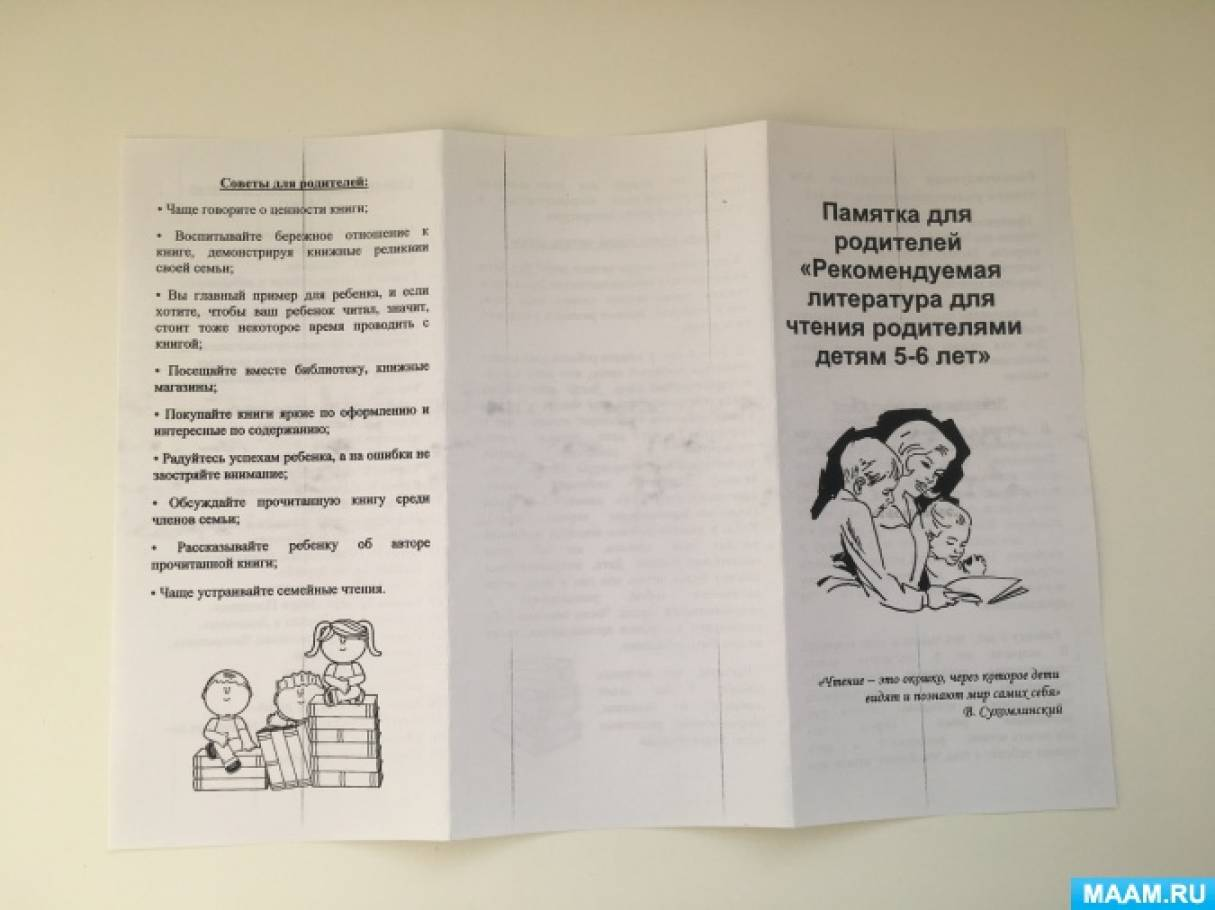 Советы для родителей:
• Чаще говорите о ценности книги;
• Воспитывайте бережное отношение к
книге, демонстрируя книжные реликвии
своей семьи;
• Вы главный пример для ребенка, и если
хотите, чтобы ваш ребенок читал, значит,
стоит тоже некоторое время проводить с
книгой;
• Посещайте вместе библиотеку, книжные
магазины;
• Покупайте книги яркие по оформлению и
интересные по содержанию;
• Радуйтесь успехам ребенка, а на ошибки не
заостряйте внимание;
• Обсуждайте прочитанную книгу среди
членов семьи;
• Рассказывайте ребенку об авторе
прочитанной книги;
• Чаще устраивайте семейные чтения.
Памятка для
родителей
«Рекомендуемая
литература для
чтения родителями
детям 5-6 лет»
«Чтение – это окошко, через которое дети
видят и познают мир самих себя»
В. Сухомлинский
MAAM.RU